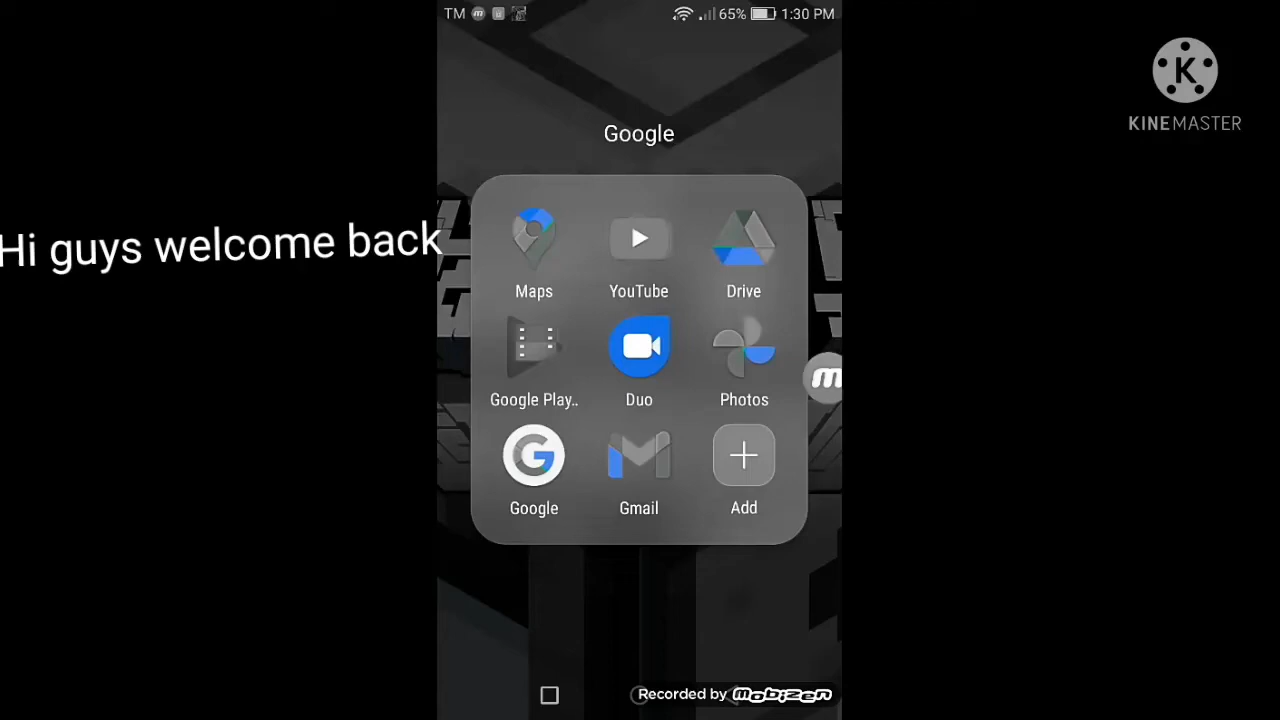 TM 65% 1:30 PM
K
KINEMASTER
Google
Hi guys welcome back
Maps YouTube Drive
Google Play.. Duo Photos
Google Gmail Add
Recorded by mobizen